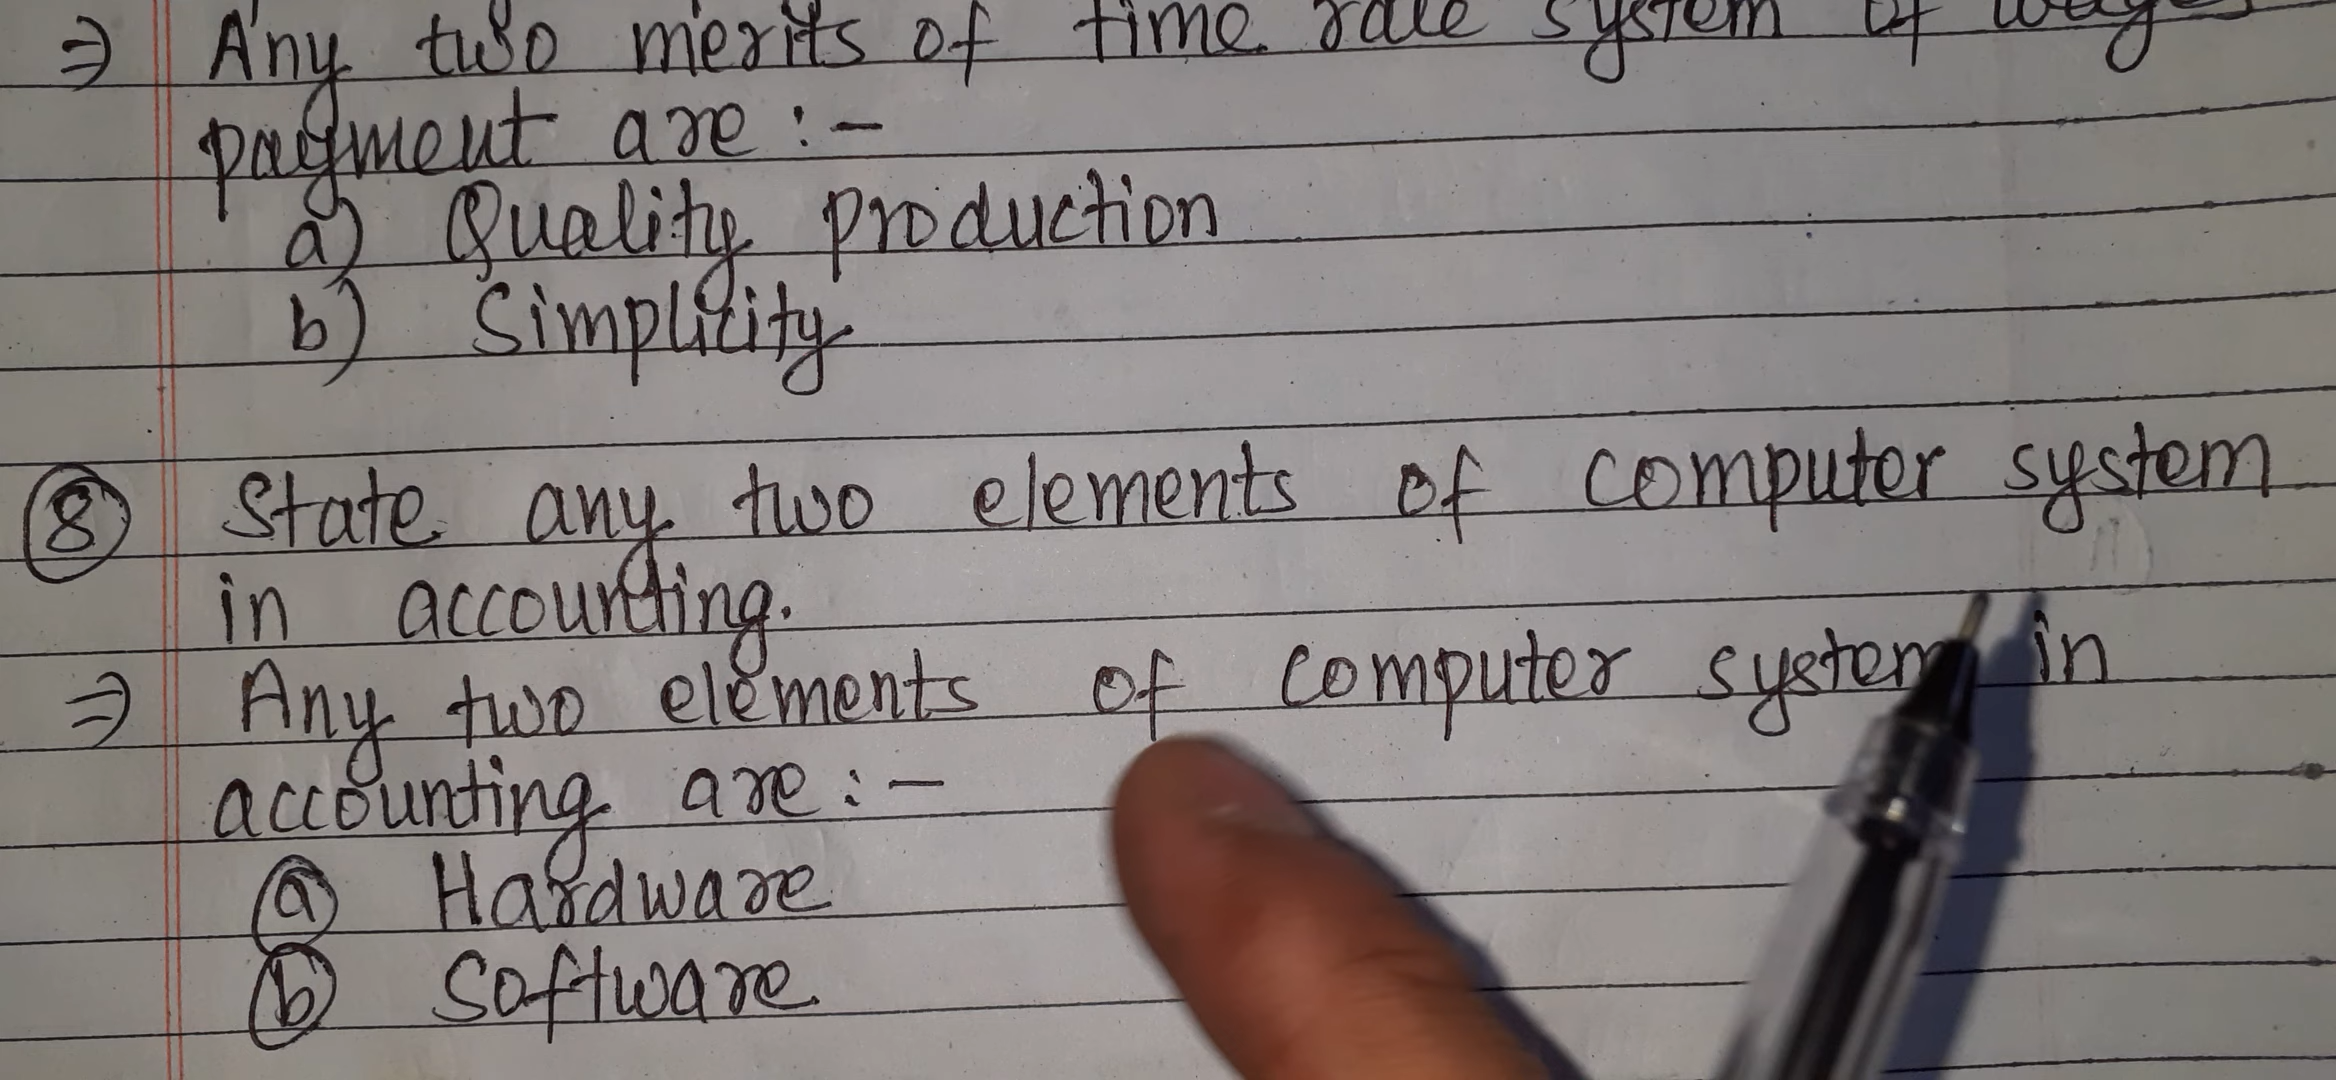 ⇒ Any two merits of time rate system of wages
payment are :-
a) Quality production
b) Simplicity
⑧ State any two elements of computer system
in accounting.
⇒ Any two elements of computer system in
accounting are :-
ⓐ Hardware
ⓑ Software